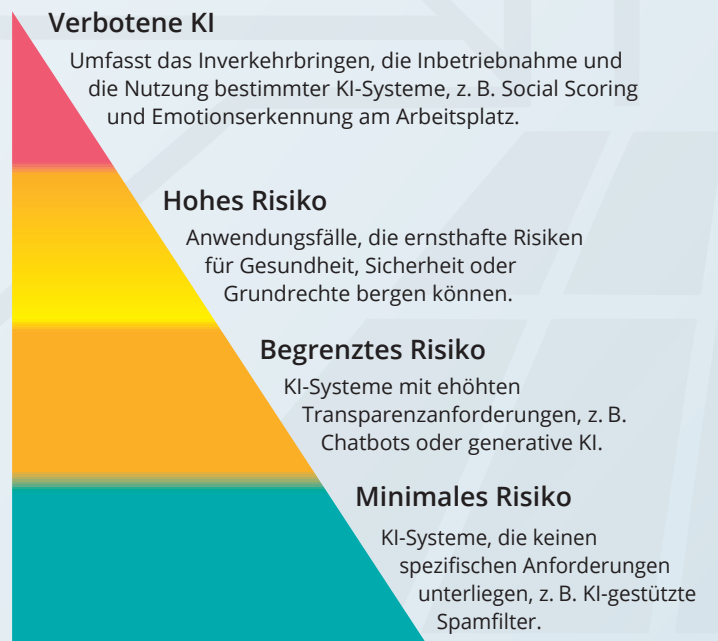 Verbotene KI
Umfasst das Inverkehrbringen, die Inbetriebnahme und
die Nutzung bestimmter KI-Systeme, z. B. Social Scoring
und Emotionserkennung am Arbeitsplatz.
Hohes Risiko
Anwendungsfälle, die ernsthafte Risiken
für Gesundheit, Sicherheit oder
Grundrechte bergen können.
Begrenztes Risiko
KI-Systeme mit ehöhten
Transparenzanforderungen, z. B.
Chatbots oder generative KI.
Minimales Risiko
KI-Systeme, die keinen
spezifischen Anforderungen
unterliegen, z. B. KI-gestützte
Spamfilter.